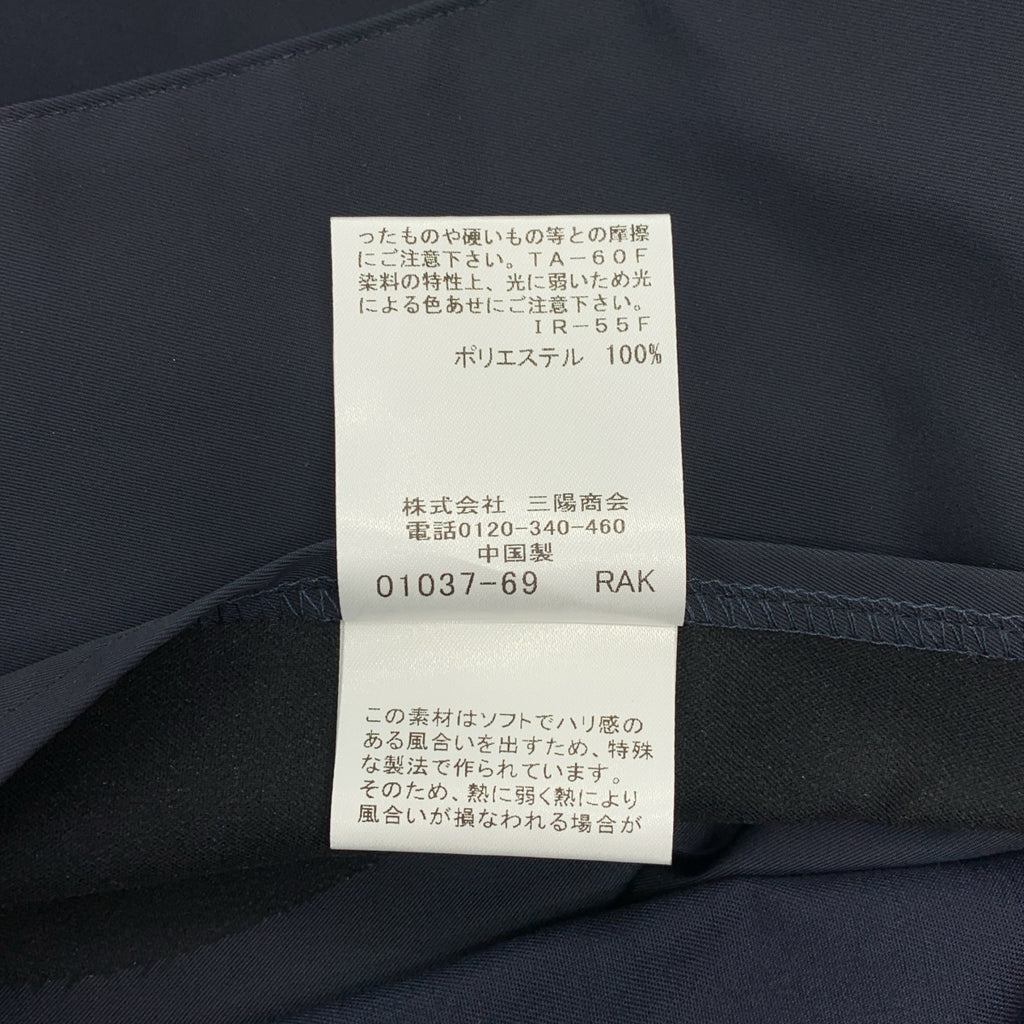 ったものや硬いもの等との摩擦
にご注意下さい。TA－60F
染料の特性上、光に弱いため光
による色あせにご注意下さい。
IR－55F
ポリエステル 100%
株式会社 三陽商会
電話0120-340-460
中国製
01037-69 RAK
この素材はソフトでハリ感の
ある風合いを出すため、特殊
な製法で作られています。
そのため、熱に弱く熱により
風合いが損なわれる場合が